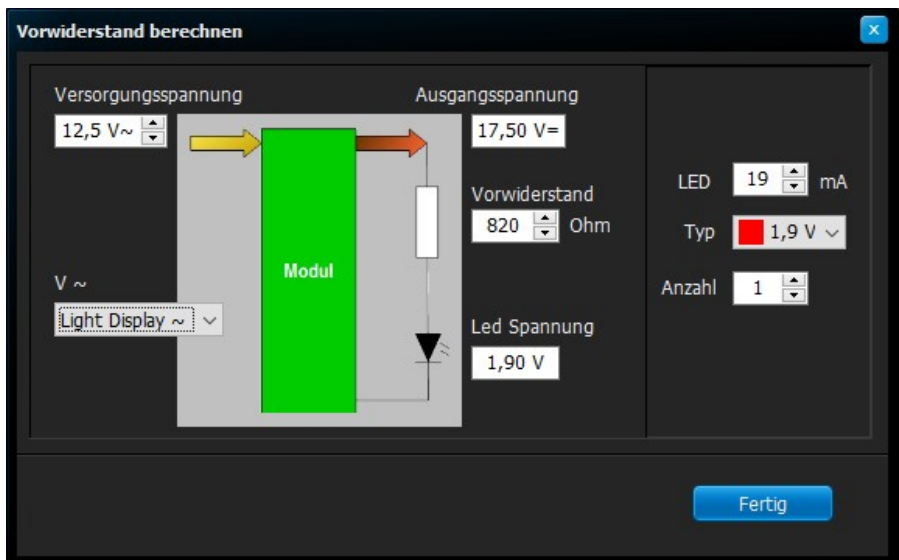 Vorwiderstand berechnen
x
Versorgungsspannung
12,5 V~
Ausgangsspannung
17,50 V=
Vorwiderstand
820 Ohm
Modul
V ~
Light Display ~
Led Spannung
1,90 V
LED 19 mA
Typ 1,9 V
Anzahl 1
Fertig